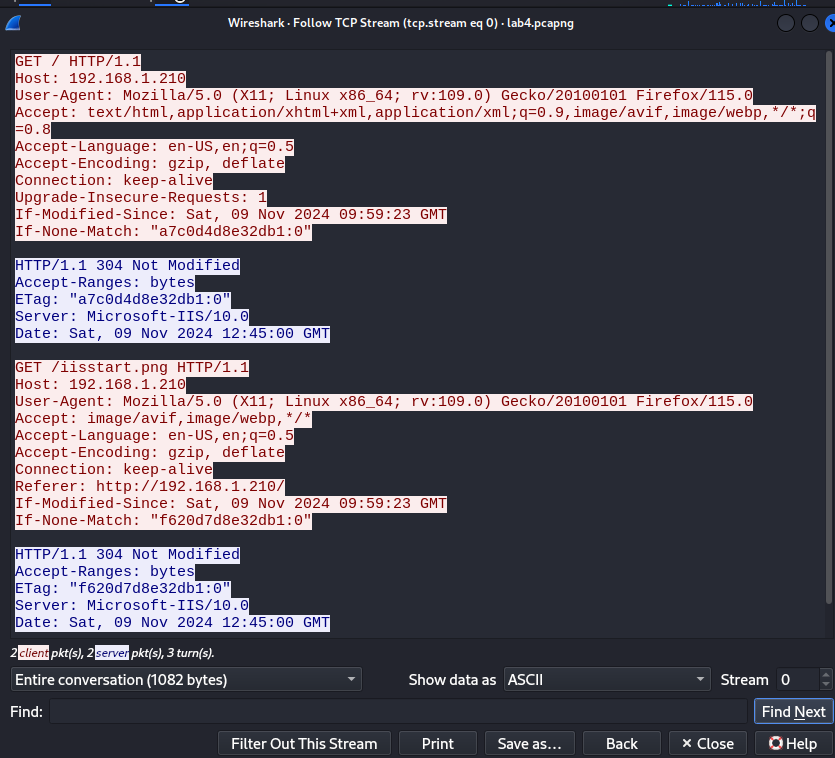 Wireshark · Follow TCP Stream (tcp.stream eq 0) · lab4.pcapng
GET / HTTP/1.1
Host: 192.168.1.210
User-Agent: Mozilla/5.0 (X11; Linux x86_64; rv:109.0) Gecko/20100101 Firefox/115.0
Accept: text/html,application/xhtml+xml,application/xml;q=0.9,image/avif,image/webp,*/*;q
=0.8
Accept-Language: en-US,en;q=0.5
Accept-Encoding: gzip, deflate
Connection: keep-alive
Upgrade-Insecure-Requests: 1
If-Modified-Since: Sat, 09 Nov 2024 09:59:23 GMT
If-None-Match: "a7c0d4d8e32db1:0"
HTTP/1.1 304 Not Modified
Accept-Ranges: bytes
ETag: "a7c0d4d8e32db1:0"
Server: Microsoft-IIS/10.0
Date: Sat, 09 Nov 2024 12:45:00 GMT
GET /iisstart.png HTTP/1.1
Host: 192.168.1.210
User-Agent: Mozilla/5.0 (X11; Linux x86_64; rv:109.0) Gecko/20100101 Firefox/115.0
Accept: image/avif,image/webp,*/*
Accept-Language: en-US,en;q=0.5
Accept-Encoding: gzip, deflate
Connection: keep-alive
Referer: http://192.168.1.210/
If-Modified-Since: Sat, 09 Nov 2024 09:59:23 GMT
If-None-Match: "f620d7d8e32db1:0"
HTTP/1.1 304 Not Modified
Accept-Ranges: bytes
ETag: "f620d7d8e32db1:0"
Server: Microsoft-IIS/10.0
Date: Sat, 09 Nov 2024 12:45:00 GMT
2 client pkt(s), 2 server pkt(s), 3 turn(s).
Entire conversation (1082 bytes) Show data as ASCII Stream 0
Find: Find Next
Filter Out This Stream Print Save as… Back × Close Help